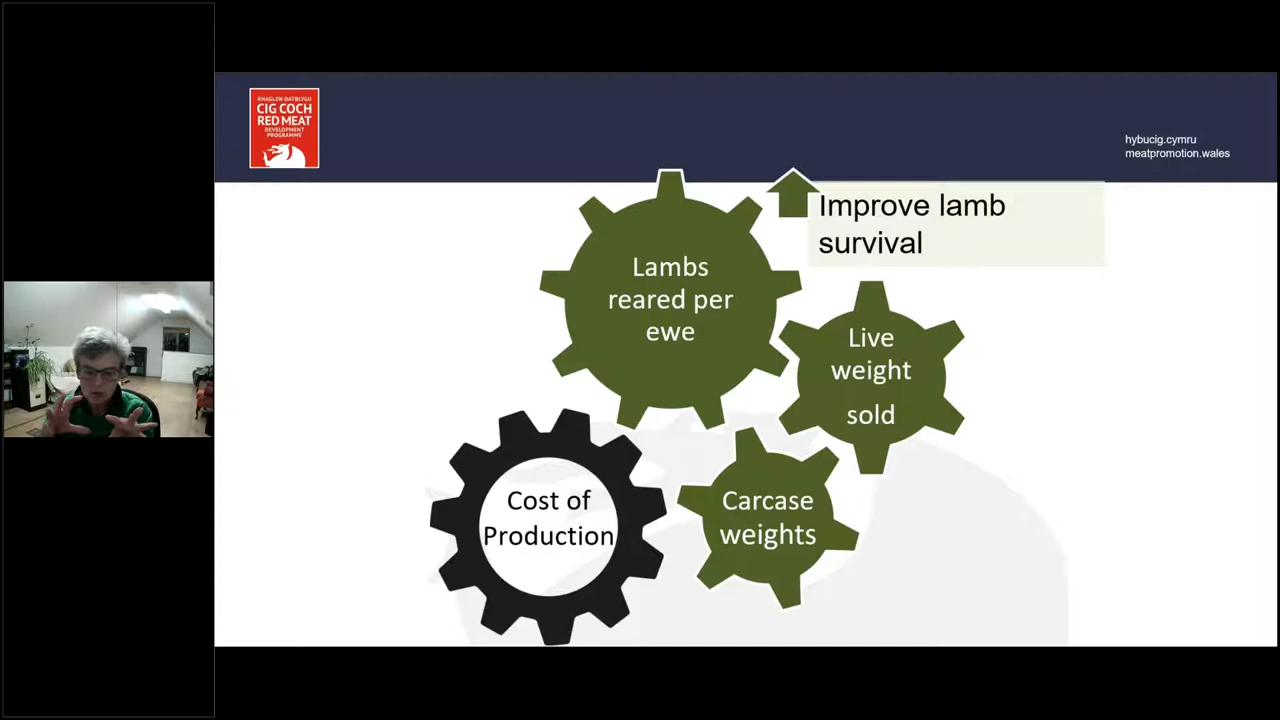 RHAGLEN DATBLYGU
CIG COCH
RED MEAT
DEVELOPMENT
PROGRAMME
hybucig.cymru
meatpromotion.wales
Improve lamb
survival
Lambs
reared per
ewe
Live
weight
sold
Cost of
Production
Carcase
weights